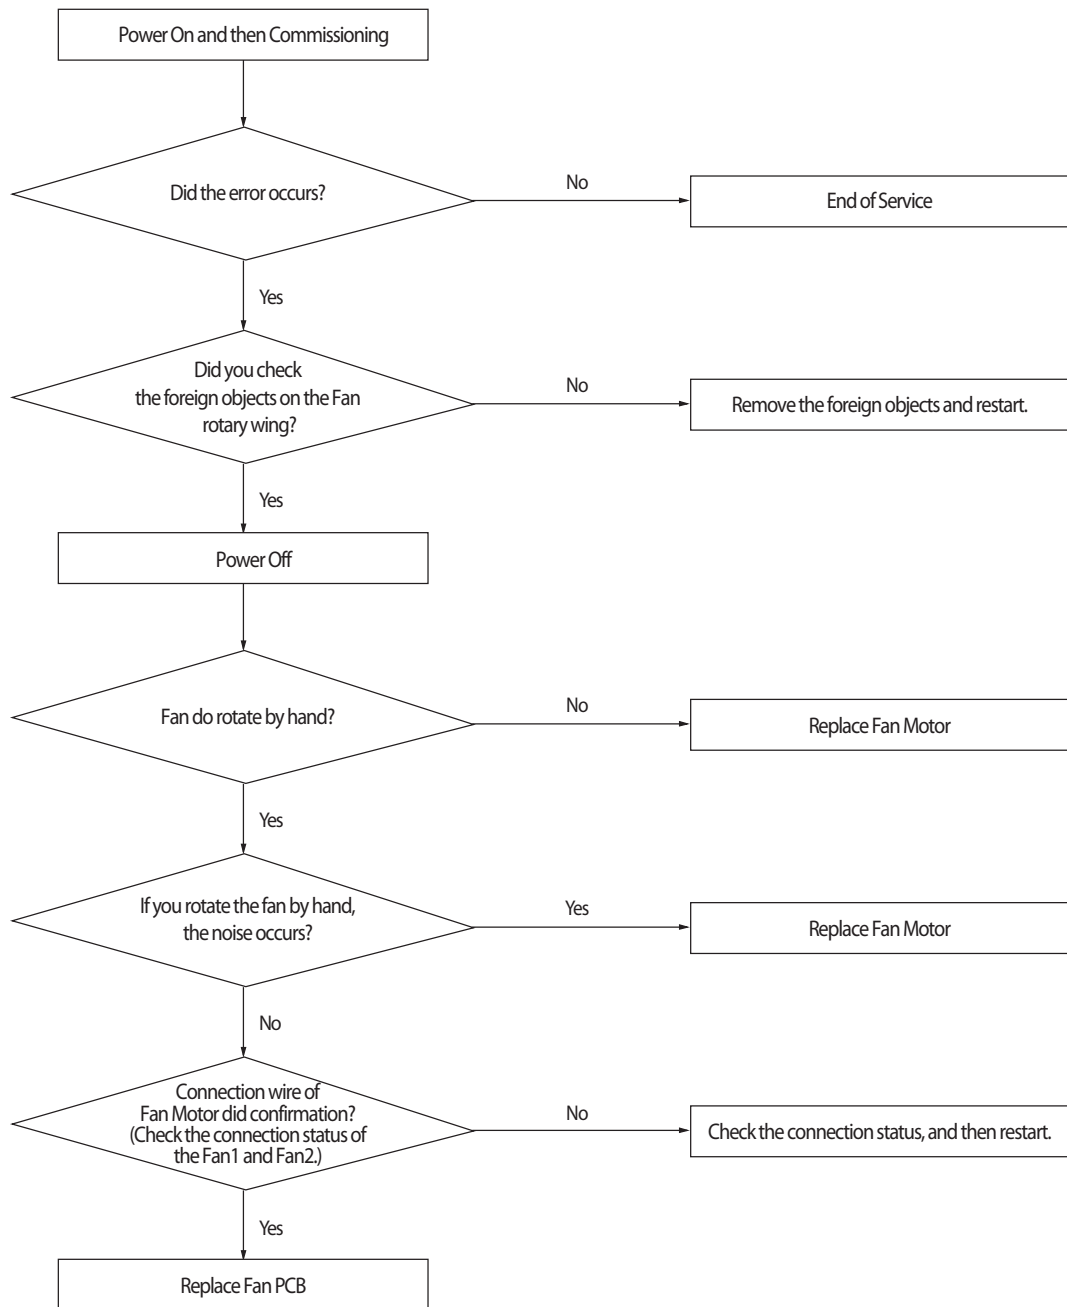 Power On and then Commissioning
Did the error occurs?
No
End of Service
Yes
Did you check
the foreign objects on the Fan
rotary wing?
No
Remove the foreign objects and restart.
Yes
Power Off
Fan do rotate by hand?
No
Replace Fan Motor
Yes
If you rotate the fan by hand,
the noise occurs?
Yes
Replace Fan Motor
No
Connection wire of
Fan Motor did confirmation?
(Check the connection status of
the Fan1 and Fan2.)
No
Check the connection status, and then restart.
Yes
Replace Fan PCB